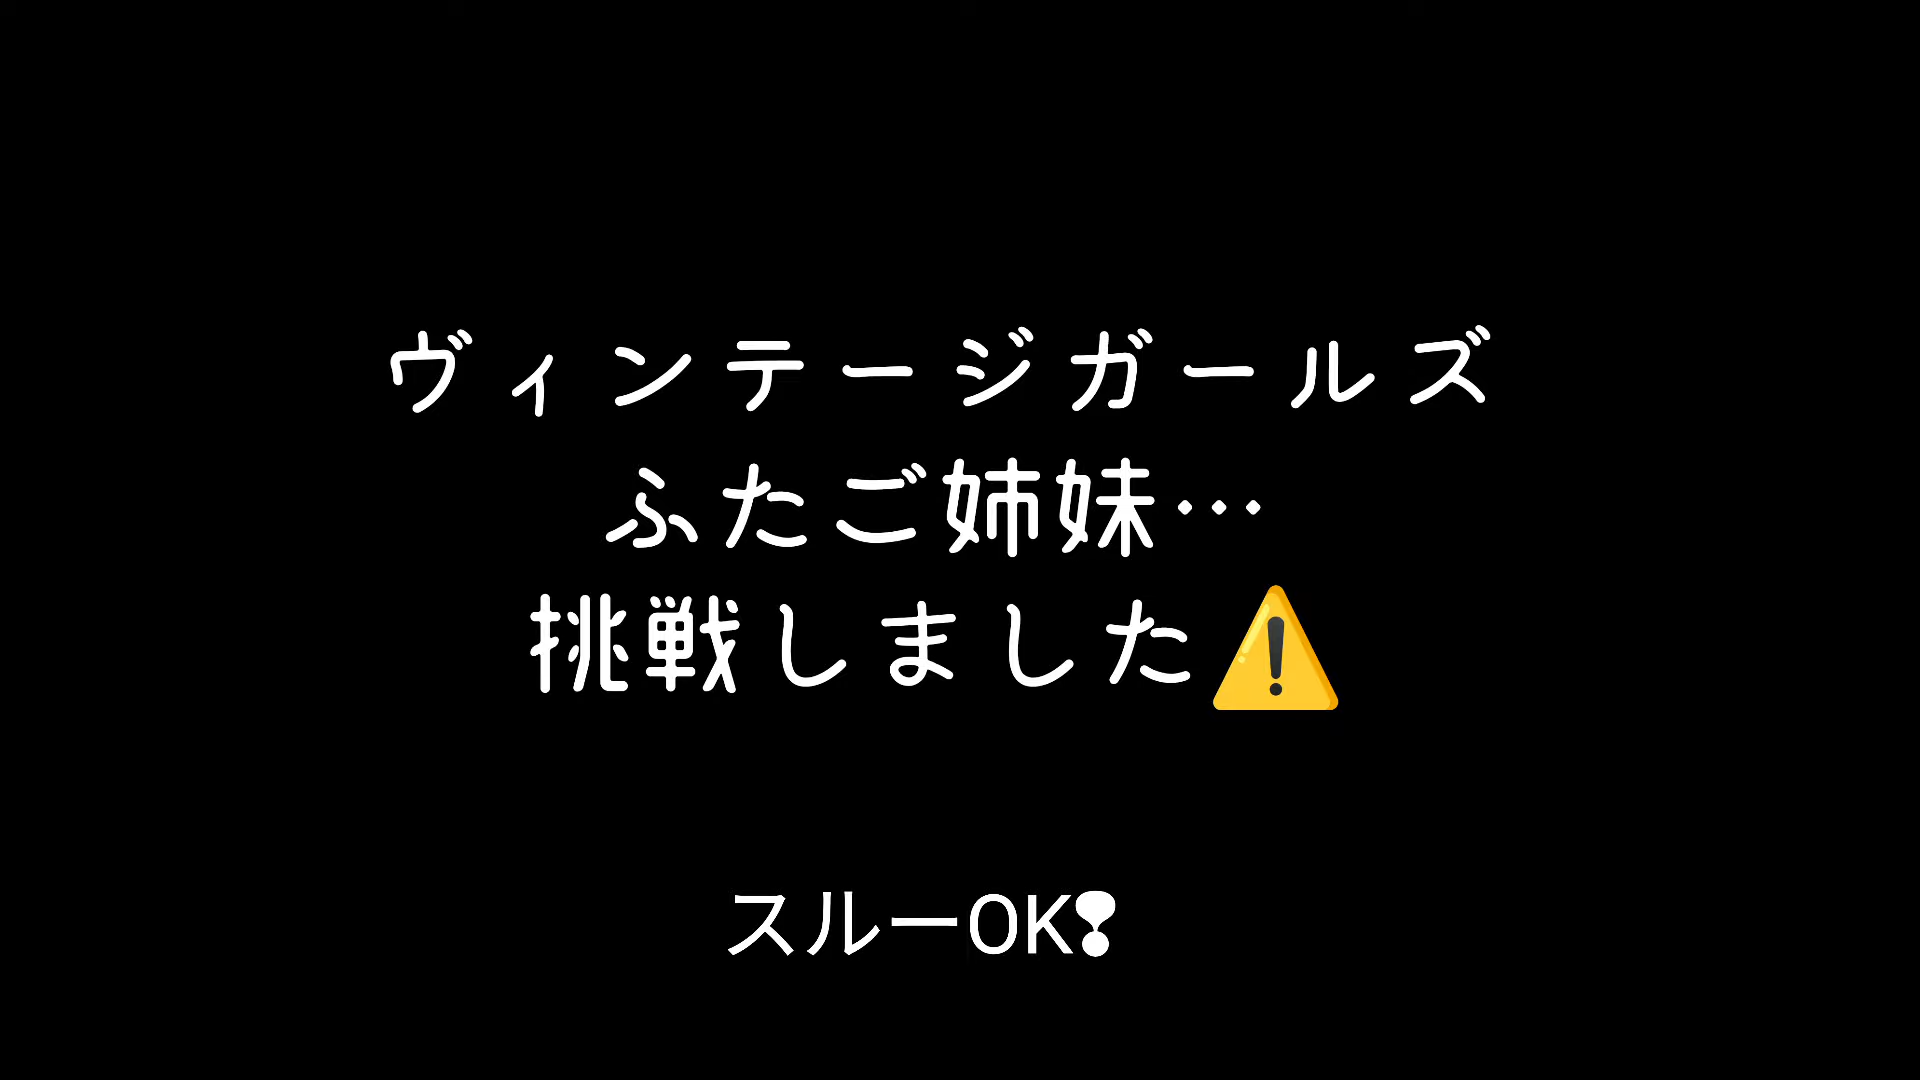 ヴィンテージガールズ
ふたご姉妹…
挑戦しました⚠️
スルーOK❢